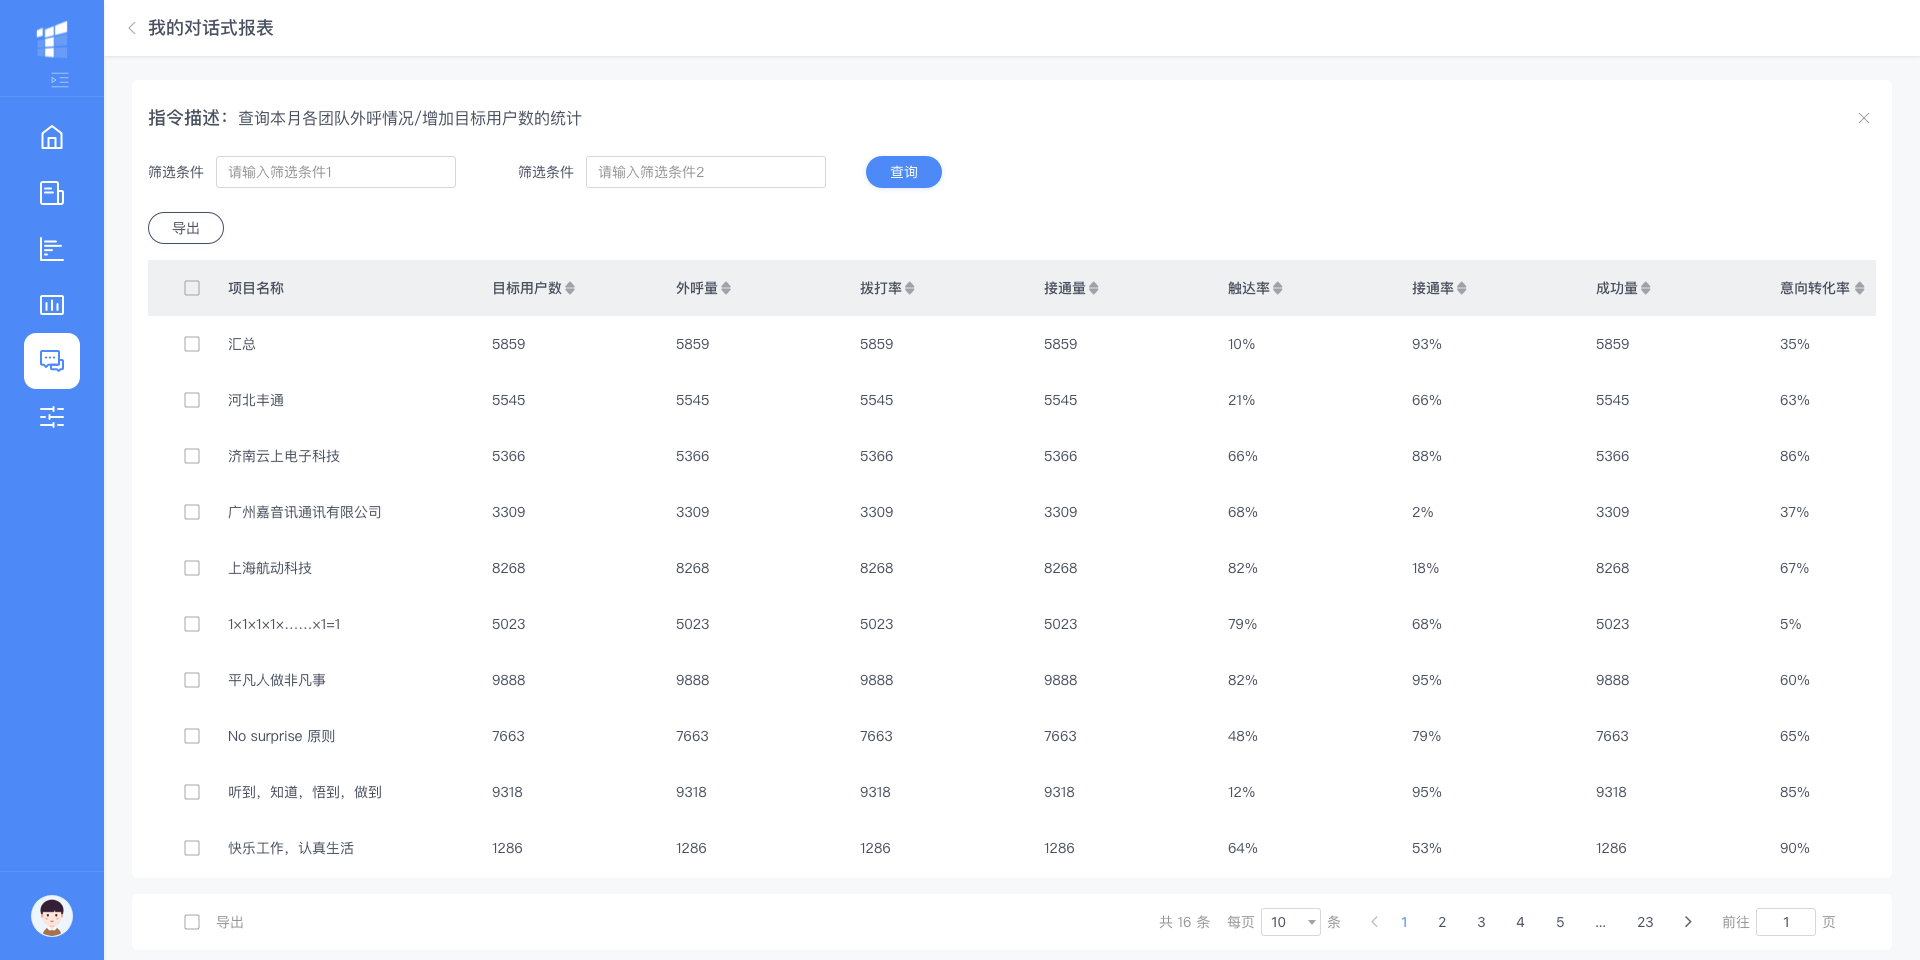 我的对话式报表
指令描述：查询本月各团队外呼情况/增加目标用户数的统计
筛选条件 请输入筛选条件1 筛选条件 请输入筛选条件2 查询
导出
项目名称 目标用户数 外呼量 拨打率 接通量 触达率 接通率 成功量 意向转化率
汇总 5859 5859 5859 5859 10% 93% 5859 35%
河北丰通 5545 5545 5545 5545 21% 66% 5545 63%
济南云上电子科技 5366 5366 5366 5366 66% 88% 5366 86%
广州嘉音讯通讯有限公司 3309 3309 3309 3309 68% 2% 3309 37%
上海航动科技 8268 8268 8268 8268 82% 18% 8268 67%
1×1×1×1×……×1=1 5023 5023 5023 5023 79% 68% 5023 5%
平凡人做非凡事 9888 9888 9888 9888 82% 95% 9888 60%
No surprise 原则 7663 7663 7663 7663 48% 79% 7663 65%
听到，知道，悟到，做到 9318 9318 9318 9318 12% 95% 9318 85%
快乐工作，认真生活 1286 1286 1286 1286 64% 53% 1286 90%
导出 共 16 条 每页 10 条 1 2 3 4 5 ... 23 前往 1 页